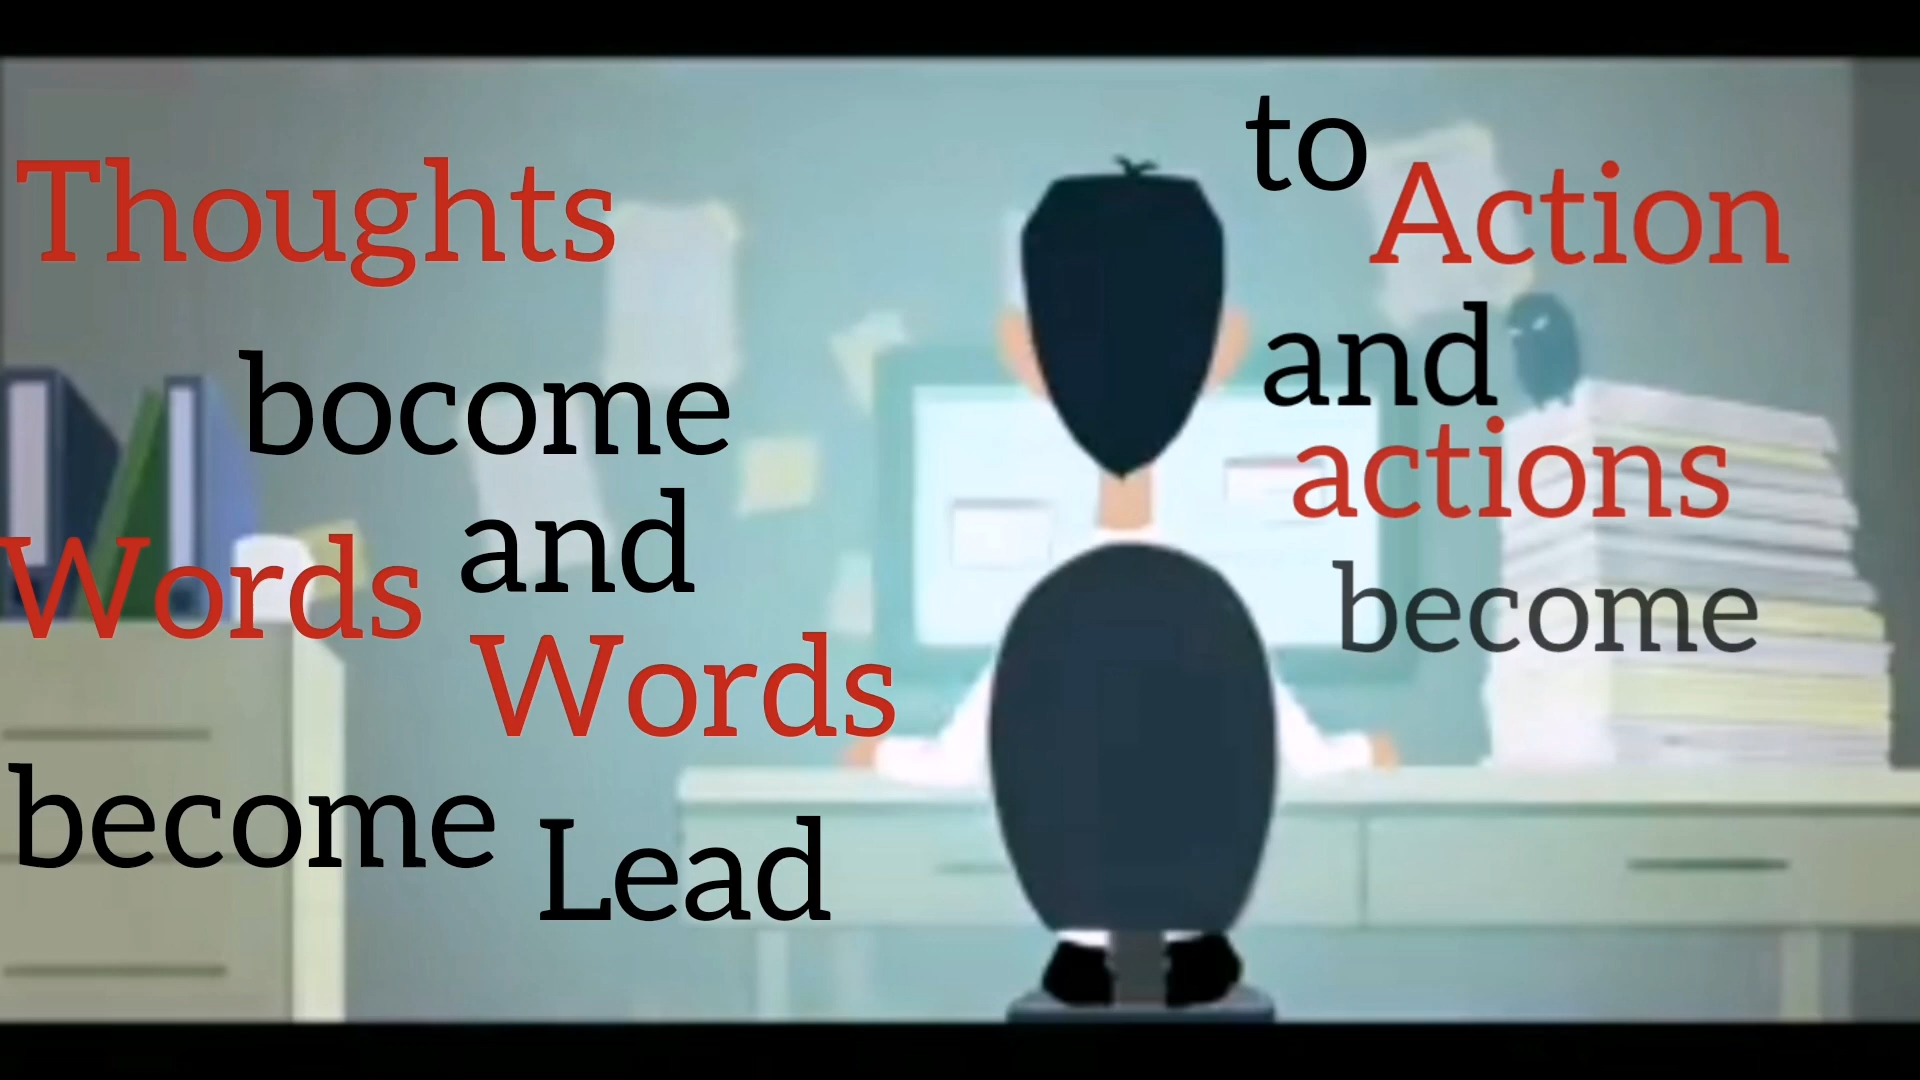 Thoughts
bocome
Words and
Words
become Lead
to
Action
and
actions
become